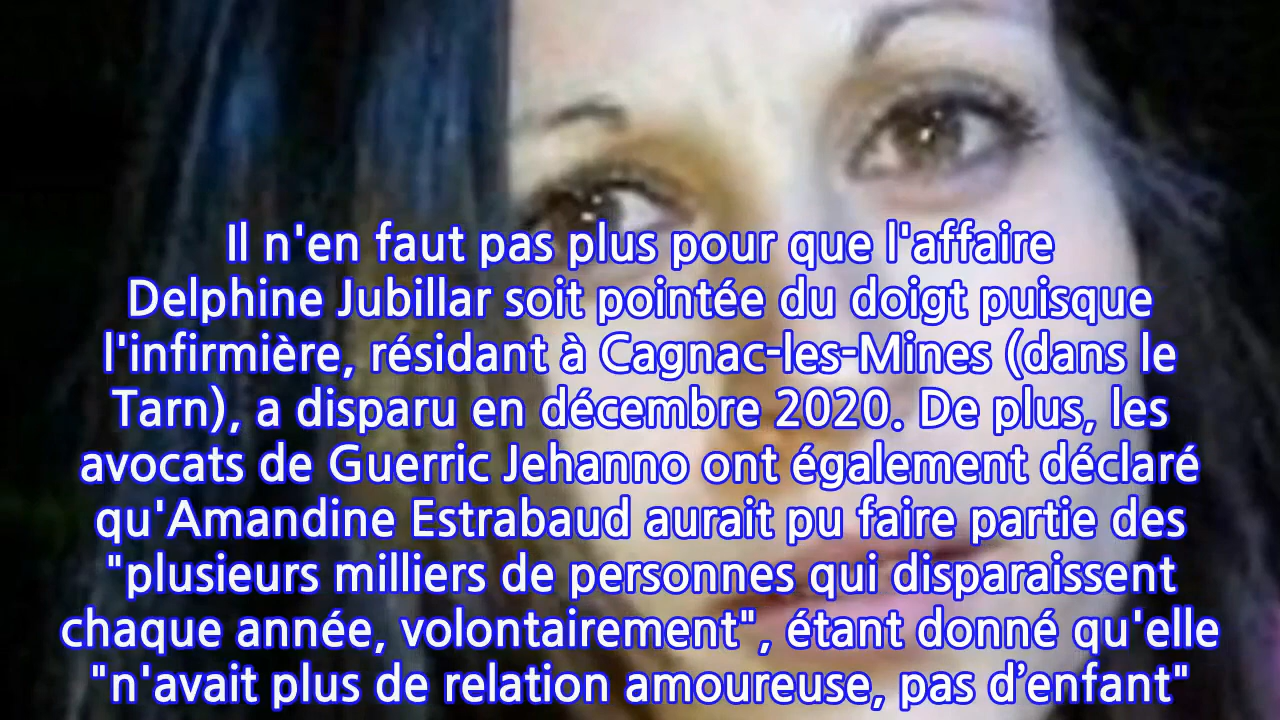 Il n'en faut pas plus pour que l'affaire
Delphine Jubillar soit pointée du doigt puisque
l'infirmière, résidant à Cagnac-les-Mines (dans le
Tarn), a disparu en décembre 2020. De plus, les
avocats de Guerric Jehanno ont également déclaré
qu'Amandine Estrabaud aurait pu faire partie des
"plusieurs milliers de personnes qui disparaissent
chaque année, volontairement", étant donné qu'elle
"n'avait plus de relation amoureuse, pas d’enfant"